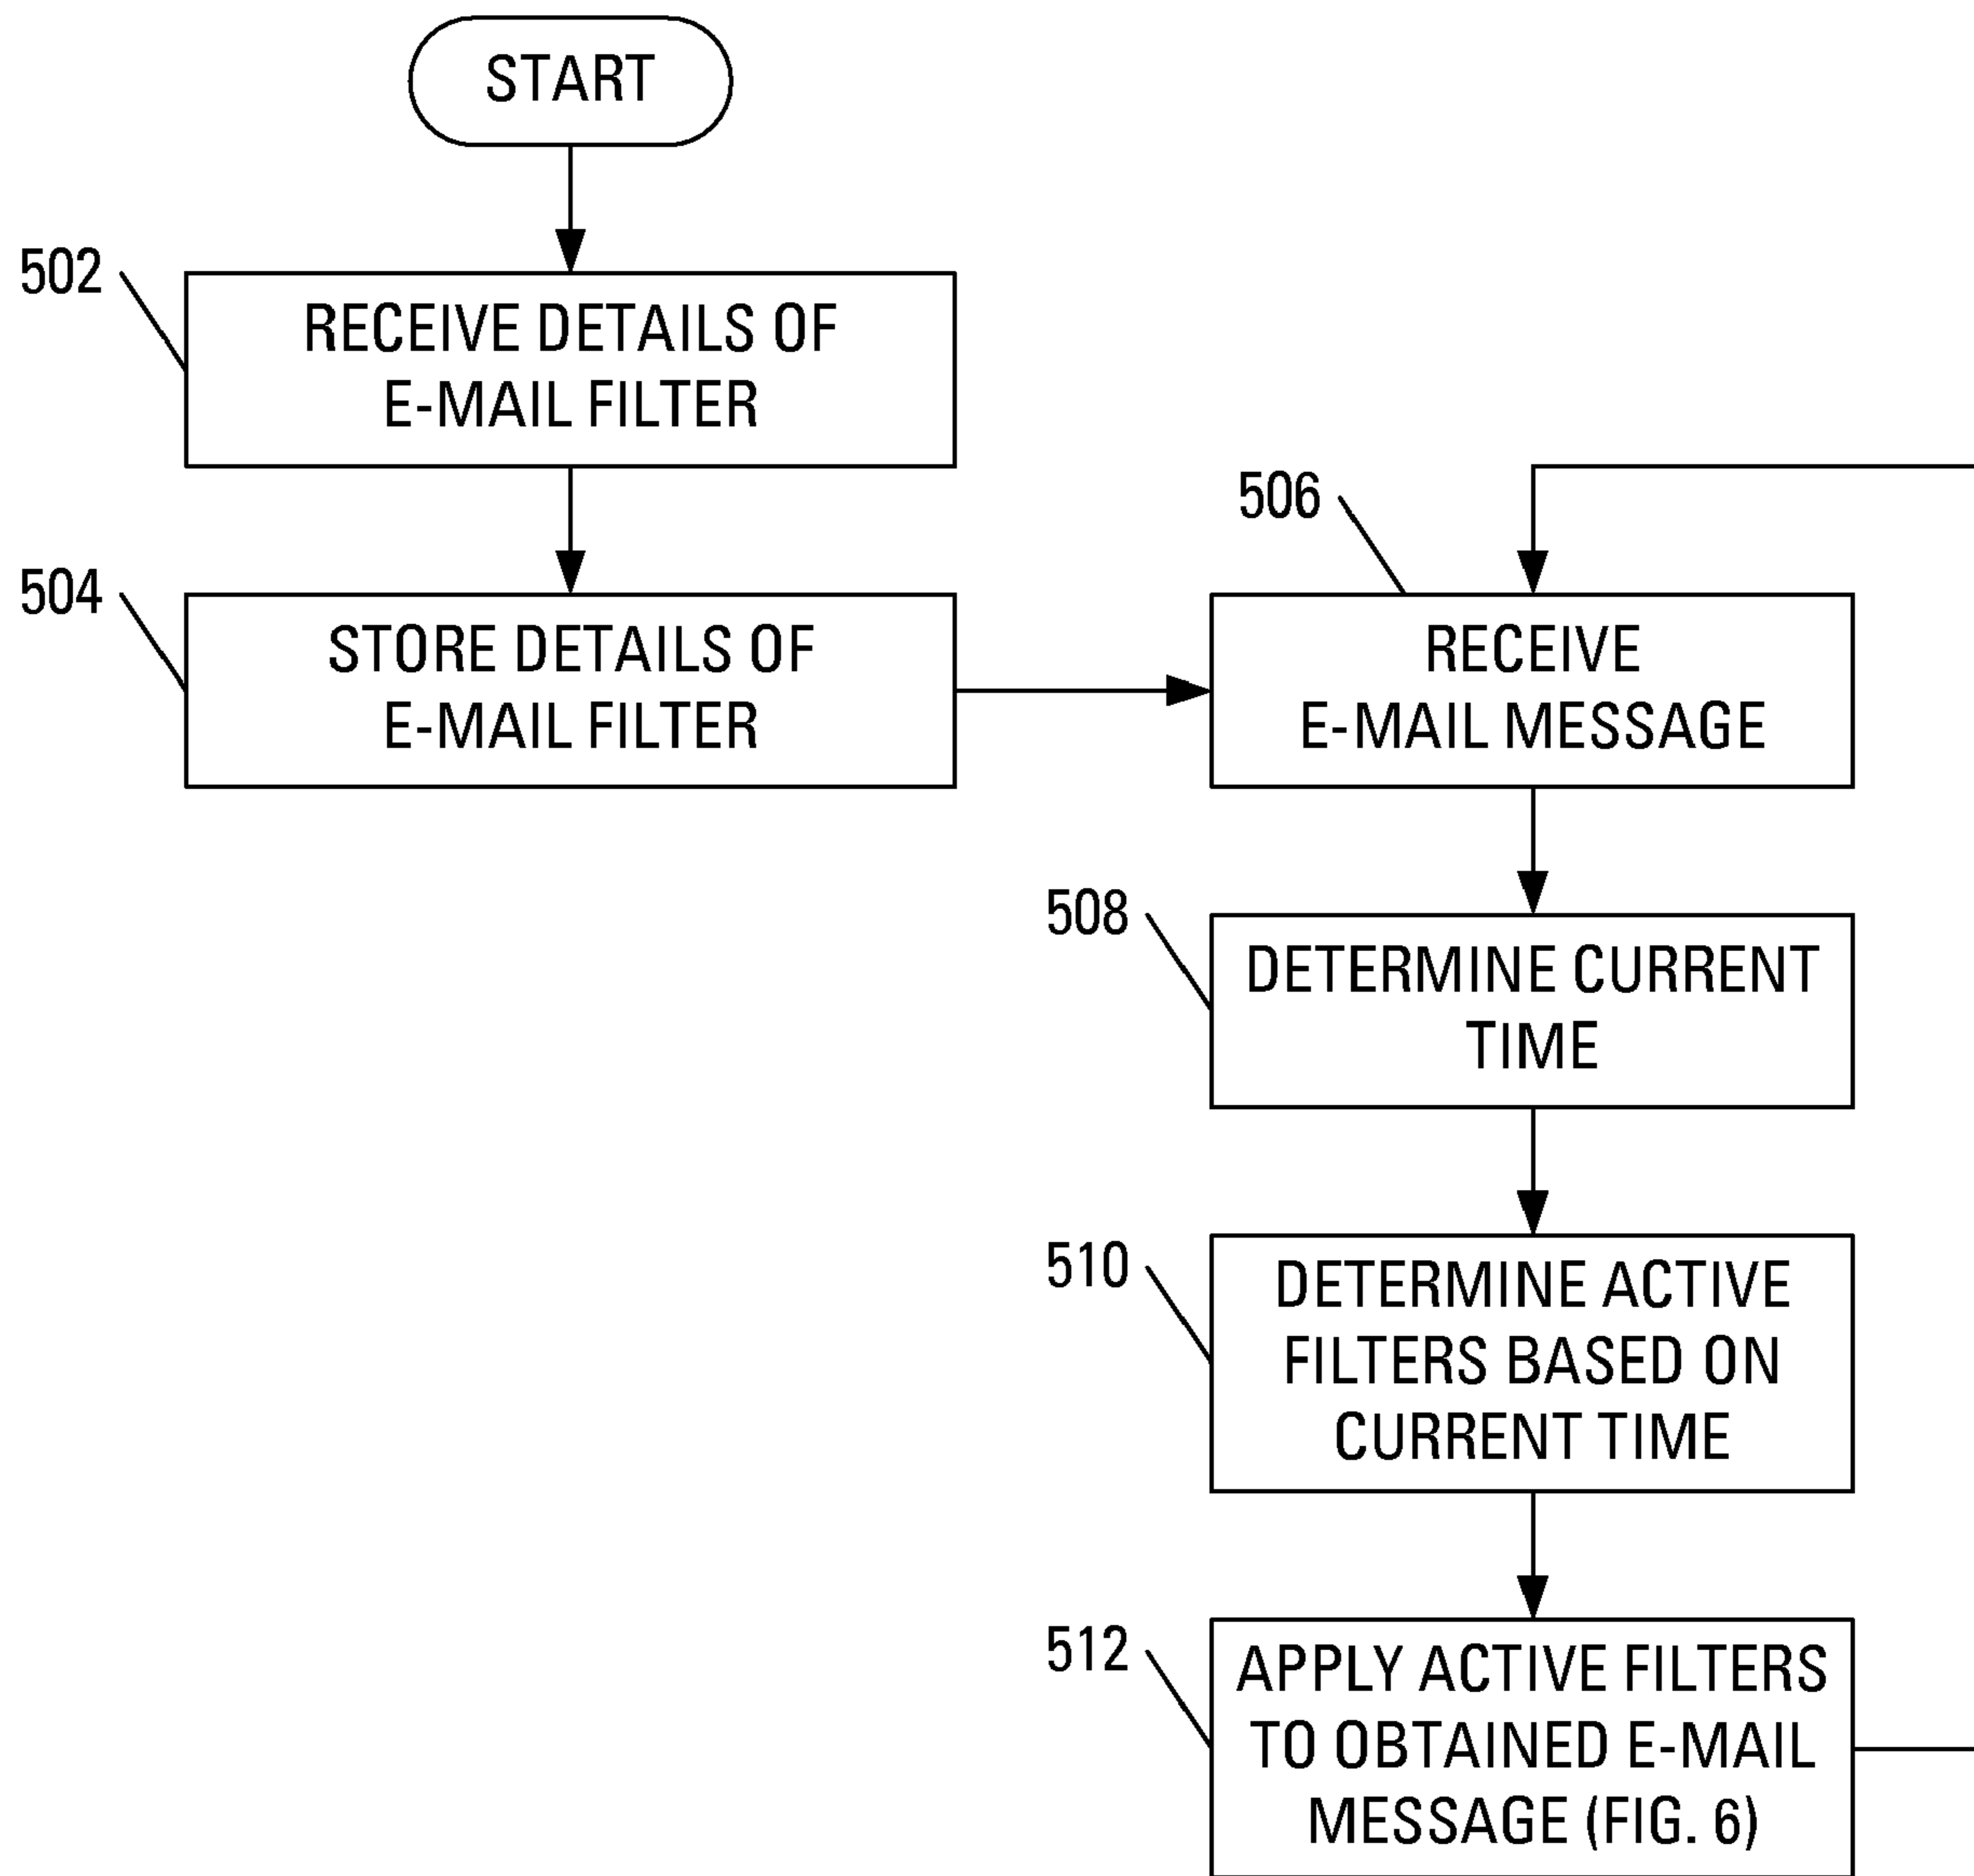 START
502
RECEIVE DETAILS OF
E-MAIL FILTER
504
STORE DETAILS OF
E-MAIL FILTER
506
RECEIVE
E-MAIL MESSAGE
508
DETERMINE CURRENT
TIME
510
DETERMINE ACTIVE
FILTERS BASED ON
CURRENT TIME
512
APPLY ACTIVE FILTERS
TO OBTAINED E-MAIL
MESSAGE (FIG. 6)